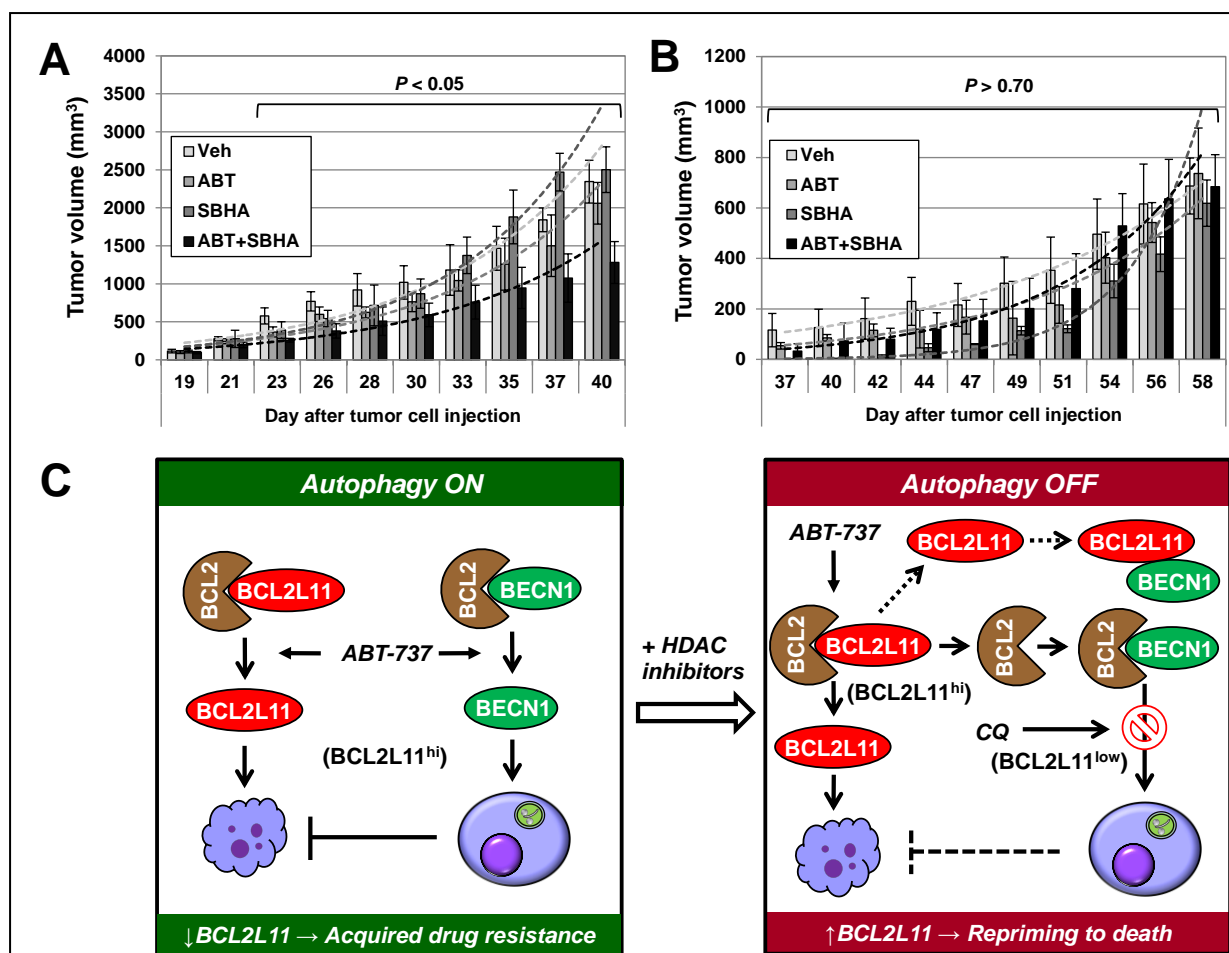 A
Tumor volume (mm³)
4000
3500
3000
2500
2000
1500
1000
500
0
P < 0.05
Veh
ABT
SBHA
ABT+SBHA
19 21 23 26 28 30 33 35 37 40
Day after tumor cell injection
B
Tumor volume (mm³)
1200
1000
800
600
400
200
0
P > 0.70
Veh
ABT
SBHA
ABT+SBHA
37 40 42 44 47 49 51 54 56 58
Day after tumor cell injection
C
Autophagy ON
BCL2
BCL2L11
BCL2
BECN1
ABT-737
BCL2L11
BECN1
(BCL2L11ʰⁱ)
↓BCL2L11 → Acquired drug resistance
+ HDAC
inhibitors
Autophagy OFF
ABT-737
BCL2L11
BCL2L11
BECN1
BCL2
BCL2L11
BCL2
BCL2
BECN1
(BCL2L11ʰⁱ)
BCL2L11
CQ
(BCL2L11ˡᵒʷ)
↑BCL2L11 → Repriming to death